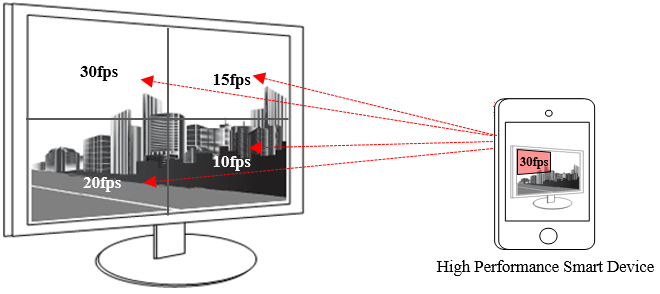 30fps
15fps
10fps
20fps
30fps
High Performance Smart Device